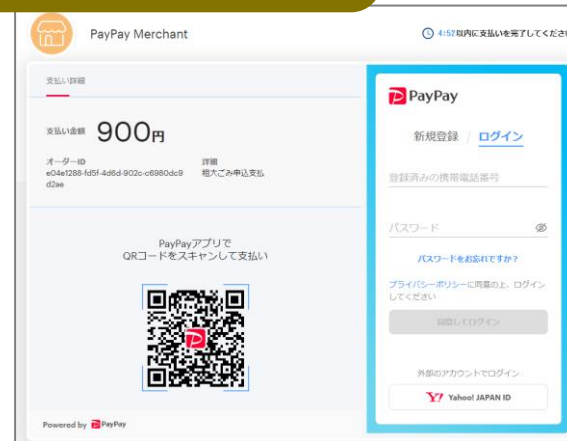 PayPay Merchant
4:52以内に支払いを完了してくださ
支払い詳細
支払い金額 900円
オーダーID
e04e1288-fd5f-4d6d-902c-c6980dc9
d2ae
詳細
粗大ごみ申込支払
PayPayアプリで
QRコードをスキャンして支払い
Powered by PayPay
PayPay
新規登録 / ログイン
登録済みの携帯電話番号
パスワード
パスワードをお忘れですか？
プライバシーポリシーに同意の上、ログイン
してください
同意してログイン
外部のアカウントでログイン
Yahoo! JAPAN ID